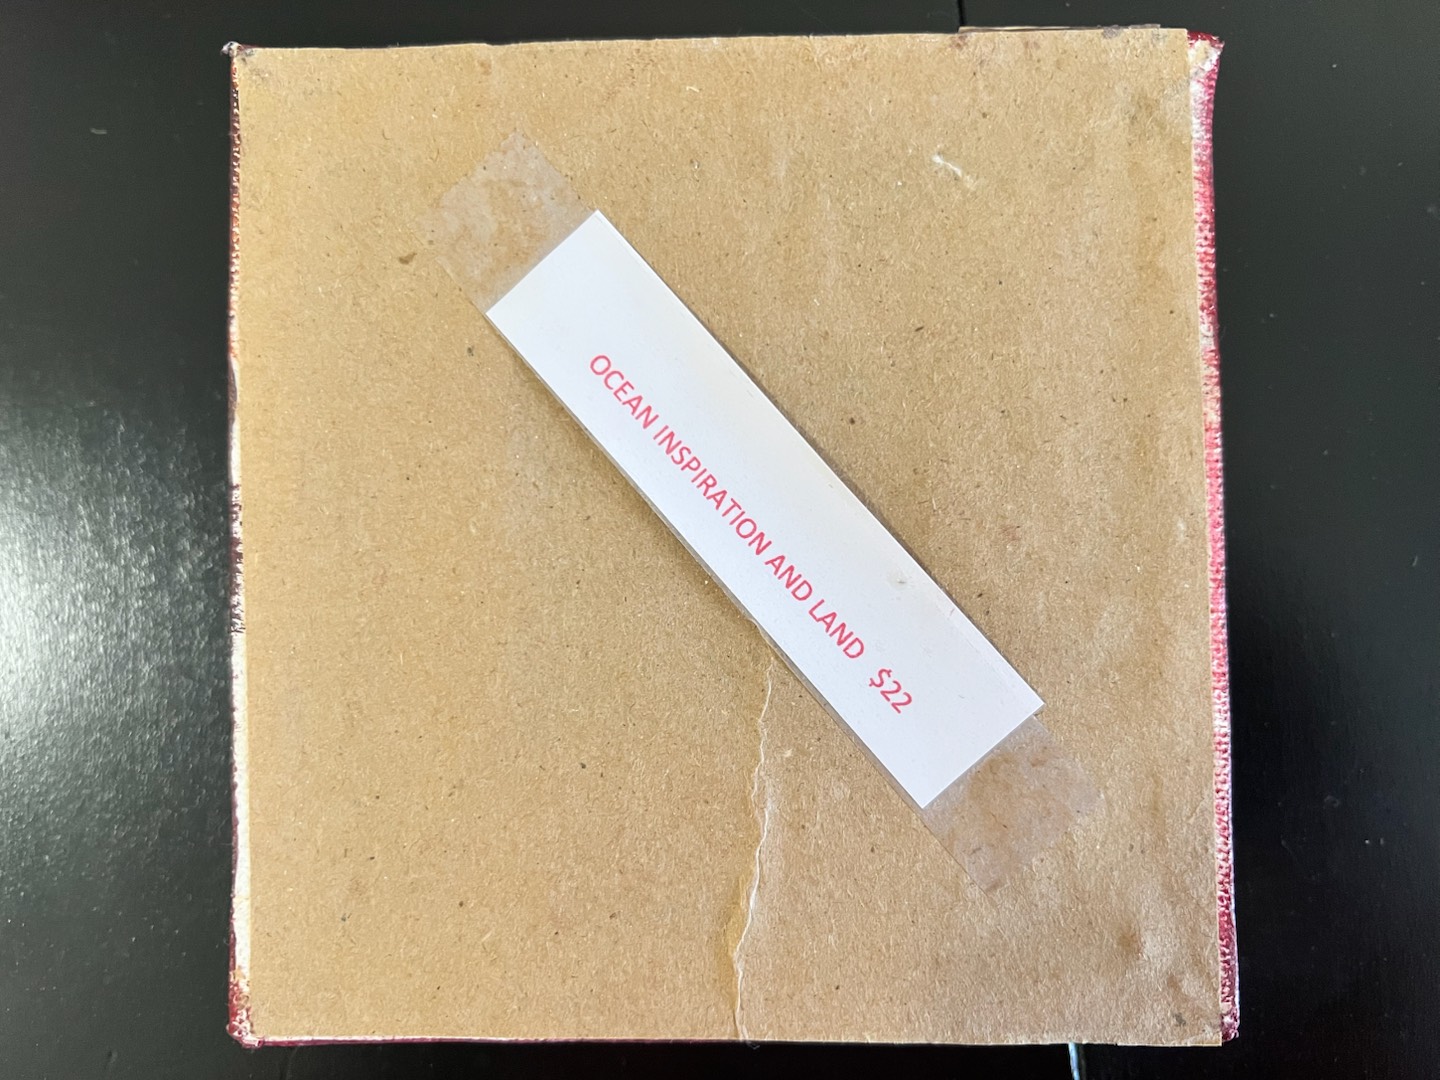 OCEAN INSPIRATION AND LAND $22